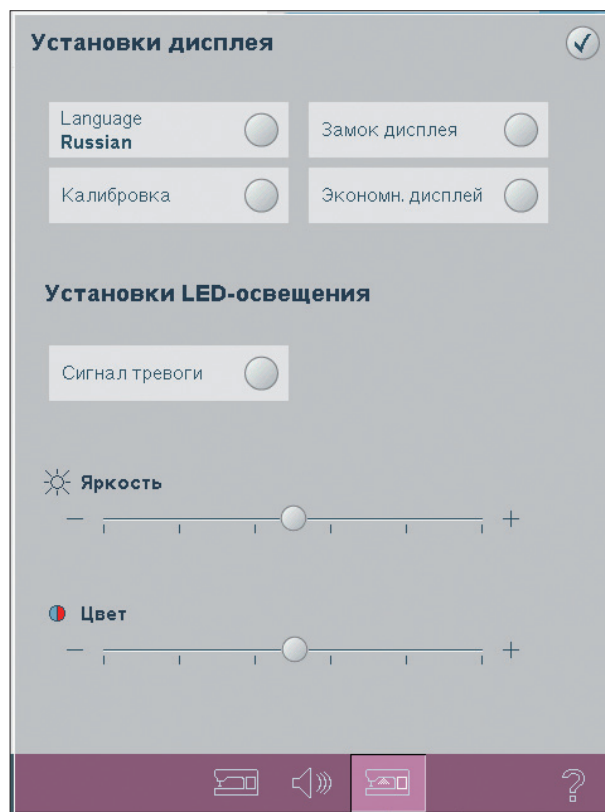 Установки дисплея
Language
Russian
Замок дисплея
Калибровка
Экономн. дисплей
Установки LED-освещения
Сигнал тревоги
Яркость
− +
Цвет
− +
?